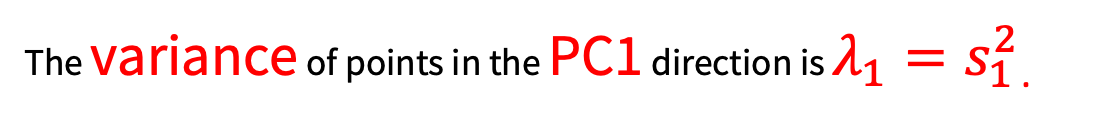 The variance of points in the PC1 direction is λ₁ = s₁².